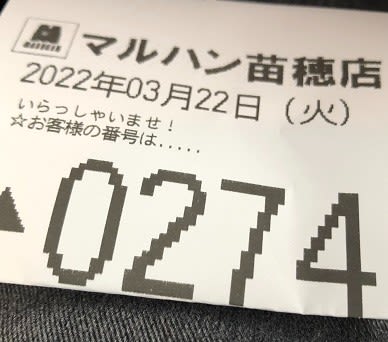 マルハン苗穂店
2022年03月22日（火）
いらっしゃいませ！
☆お客様の番号は.....
▲0274